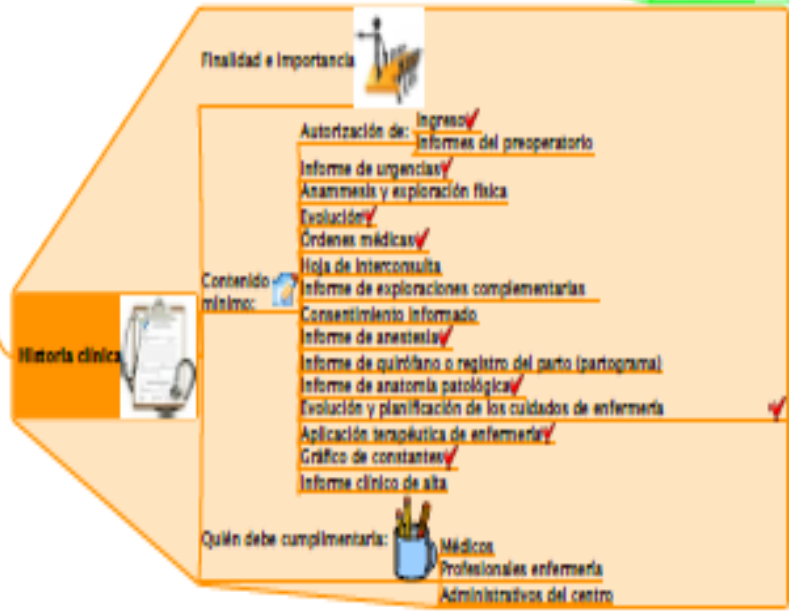 Finalidad e importancia
Autorización de:
Ingreso
Informes del preoperatorio
Informe de urgencias
Anamnesis y exploración física
Evolución
Órdenes médicas
Hoja de interconsulta
Contenido
mínimo:
Informe de exploraciones complementarias
Consentimiento informado
Informe de anestesia
Historia clínica
Informe de quirófano o registro del parto (partograma)
Informe de anatomía patológica
Evolución y planificación de los cuidados de enfermería
Aplicación terapéutica de enfermería
Gráfico de constantes
Informe clínico de alta
Quién debe cumplimentarla:
Médicos
Profesionales enfermería
Administrativos del centro